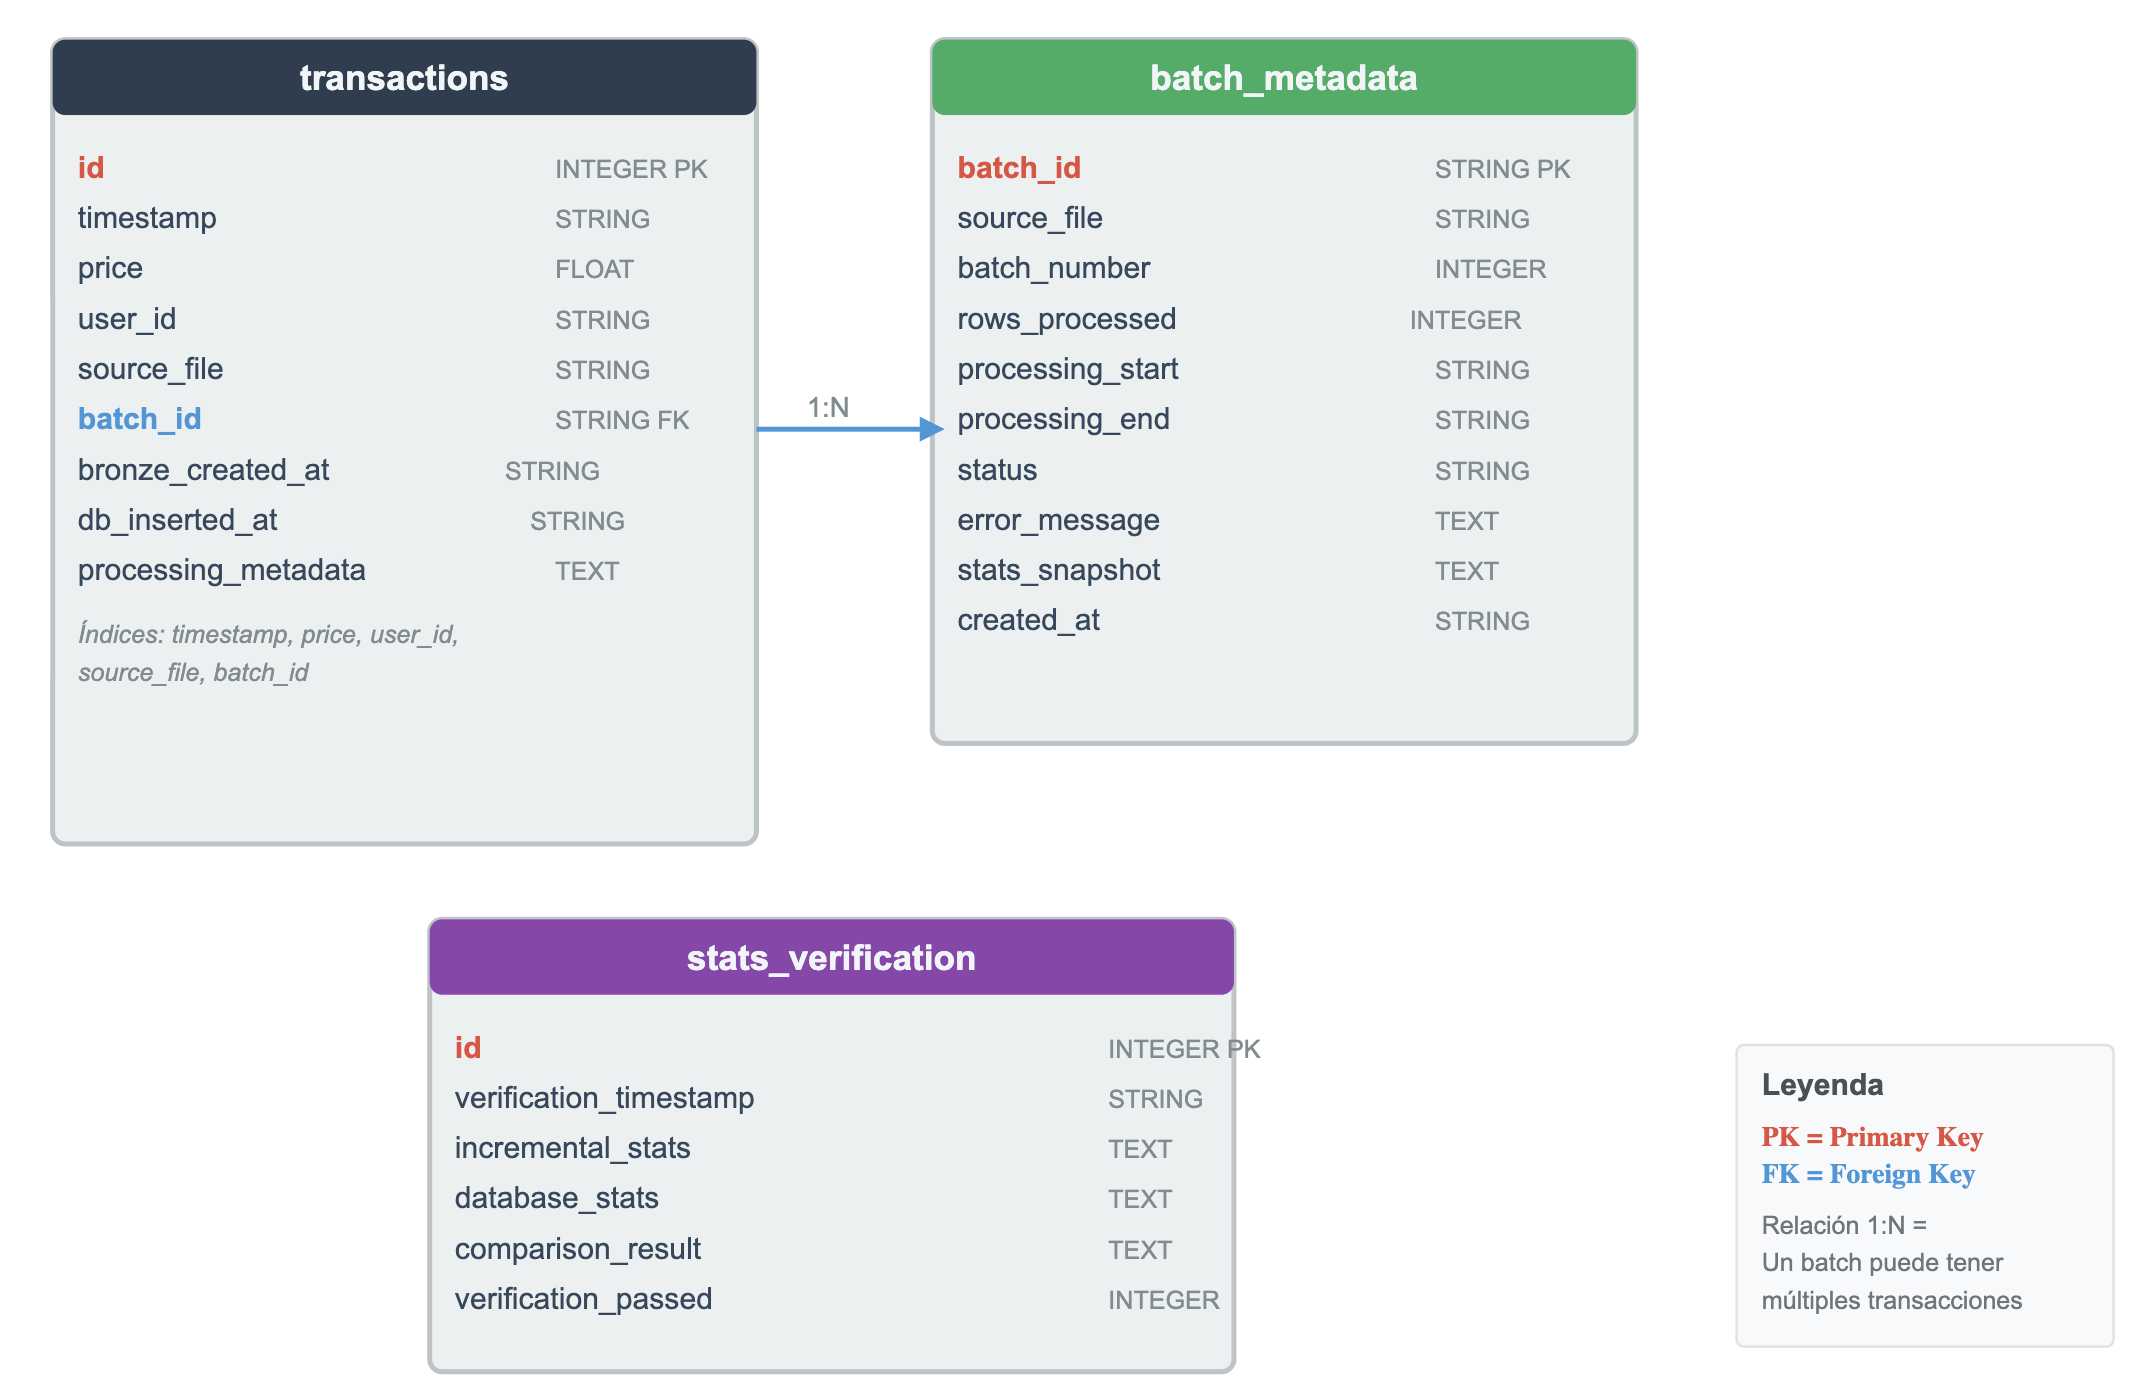 transactions
id INTEGER PK
timestamp STRING
price FLOAT
user_id STRING
source_file STRING
batch_id STRING FK
bronze_created_at STRING
db_inserted_at STRING
processing_metadata TEXT
Índices: timestamp, price, user_id,
source_file, batch_id
1:N
batch_metadata
batch_id STRING PK
source_file STRING
batch_number INTEGER
rows_processed INTEGER
processing_start STRING
processing_end STRING
status STRING
error_message TEXT
stats_snapshot TEXT
created_at STRING
stats_verification
id INTEGER PK
verification_timestamp STRING
incremental_stats TEXT
database_stats TEXT
comparison_result TEXT
verification_passed INTEGER
Leyenda
PK = Primary Key
FK = Foreign Key
Relación 1:N =
Un batch puede tener
múltiples transacciones